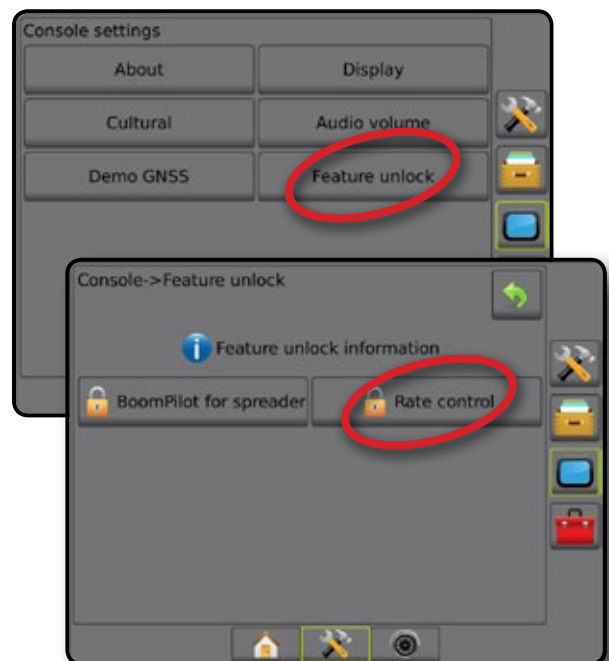 Console settings
About
Display
Cultural
Audio volume
Demo GNSS
Feature unlock
Console->Feature unlock
Feature unlock information
BoomPilot for spreader
Rate control